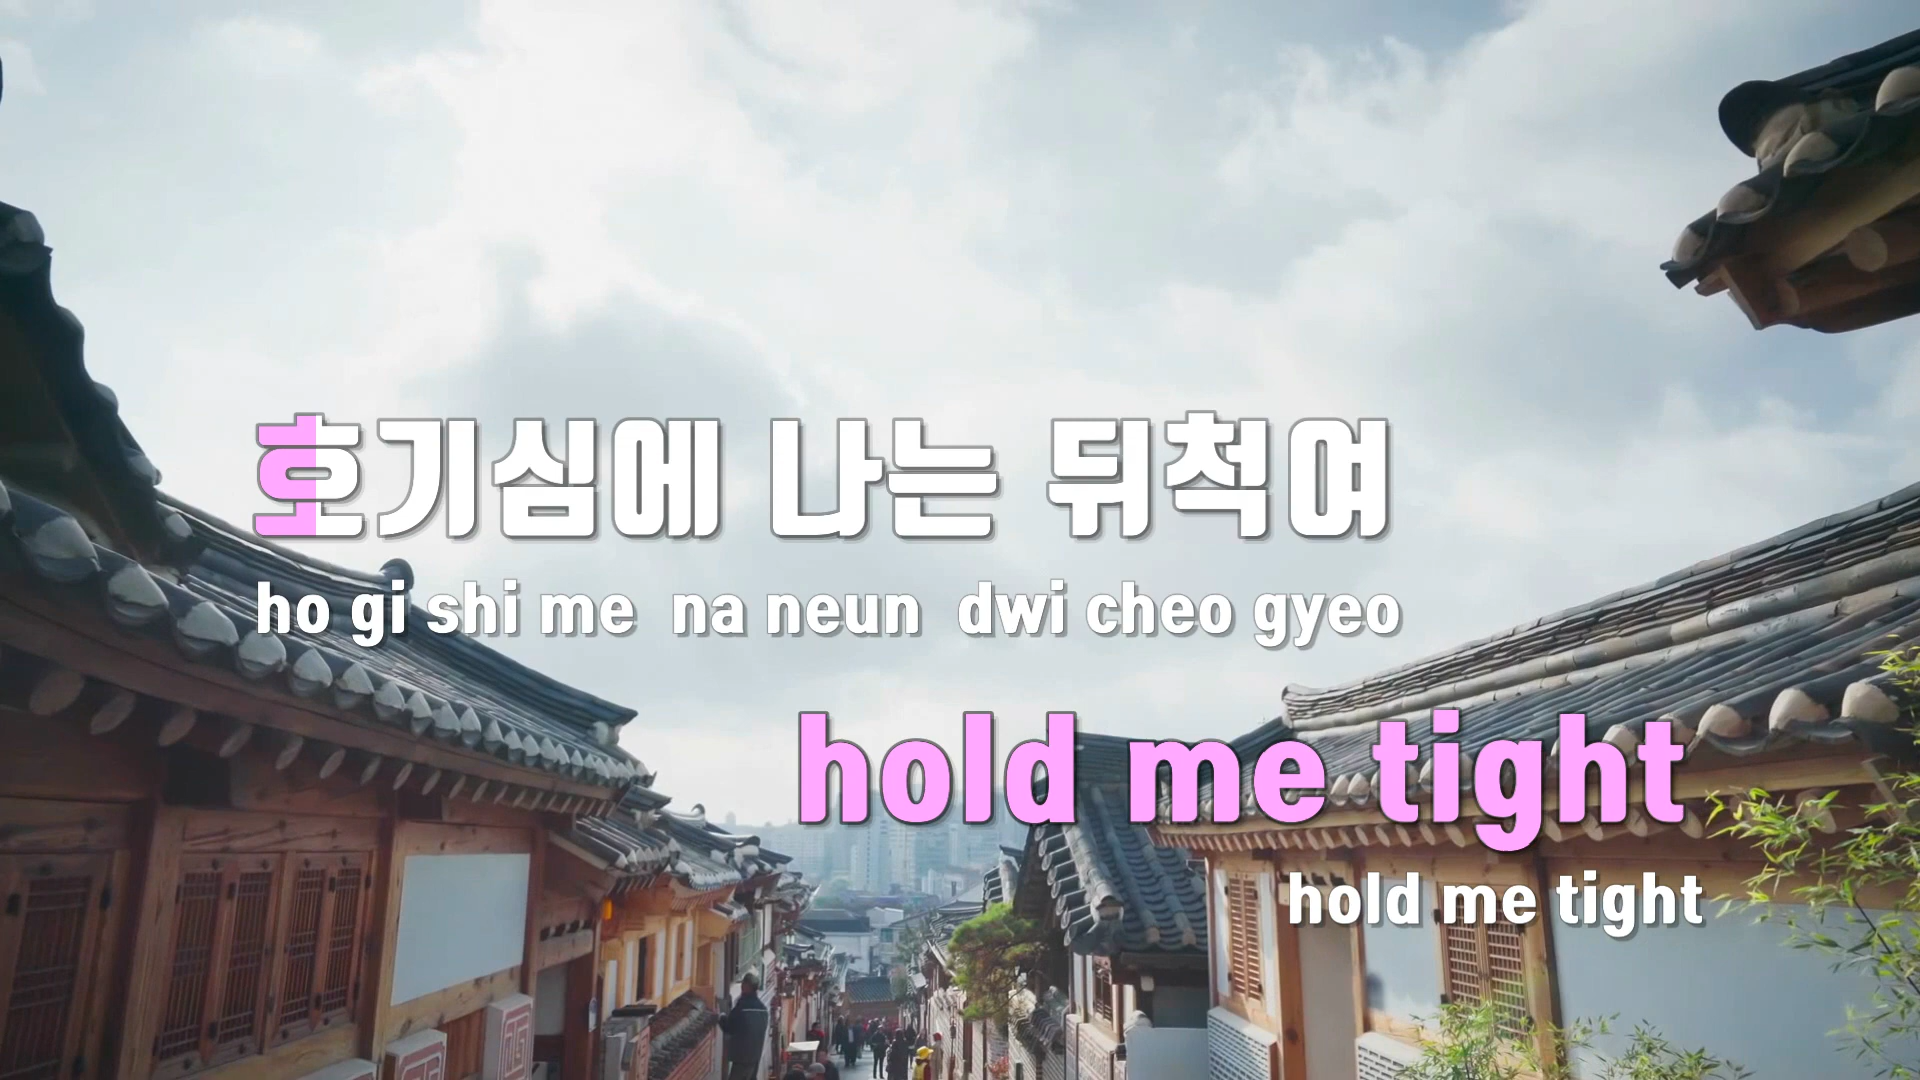 호기심에 나는 뒤척여
ho gi shi me na neun dwi cheo gyeo
hold me tight
hold me tight